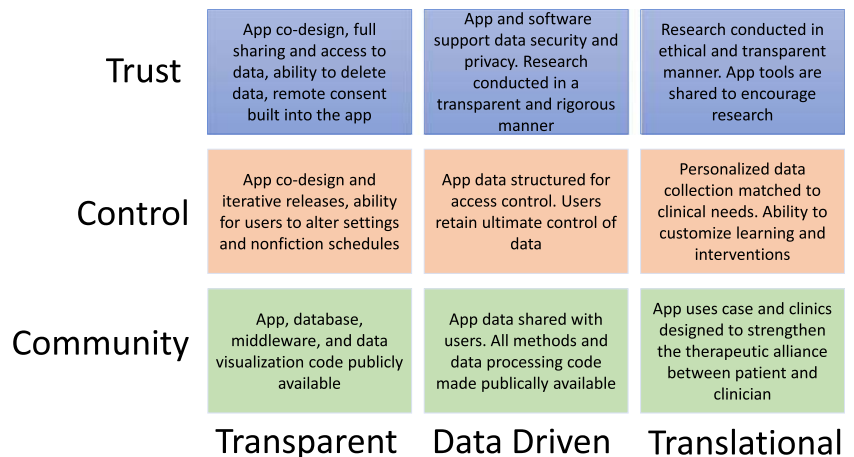 Trust
App co-design, full
sharing and access to
data, ability to delete
data, remote consent
built into the app
App and software
support data security and
privacy. Research
conducted in a
transparent and rigorous
manner
Research conducted in
ethical and transparent
manner. App tools are
shared to encourage
research
Control
App co-design and
iterative releases, ability
for users to alter settings
and nonfiction schedules
App data structured for
access control. Users
retain ultimate control of
data
Personalized data
collection matched to
clinical needs. Ability to
customize learning and
interventions
Community
App, database,
middleware, and data
visualization code publicly
available
App data shared with
users. All methods and
data processing code
made publically available
App uses case and clinics
designed to strengthen
the therapeutic alliance
between patient and
clinician
Transparent
Data Driven
Translational